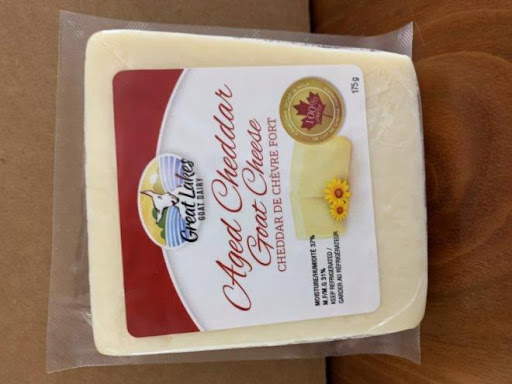 Great Lakes
GOAT DAIRY
Aged Cheddar
Goat Cheese
CHEDDAR DE CHÈVRE FORT
100%
175g
MOISTURE/HUMIDITÉ 37%
M.F./M.G 31%
KEEP REFRIGERATED /
GARDER AU RÉFRIGÉRATEUR